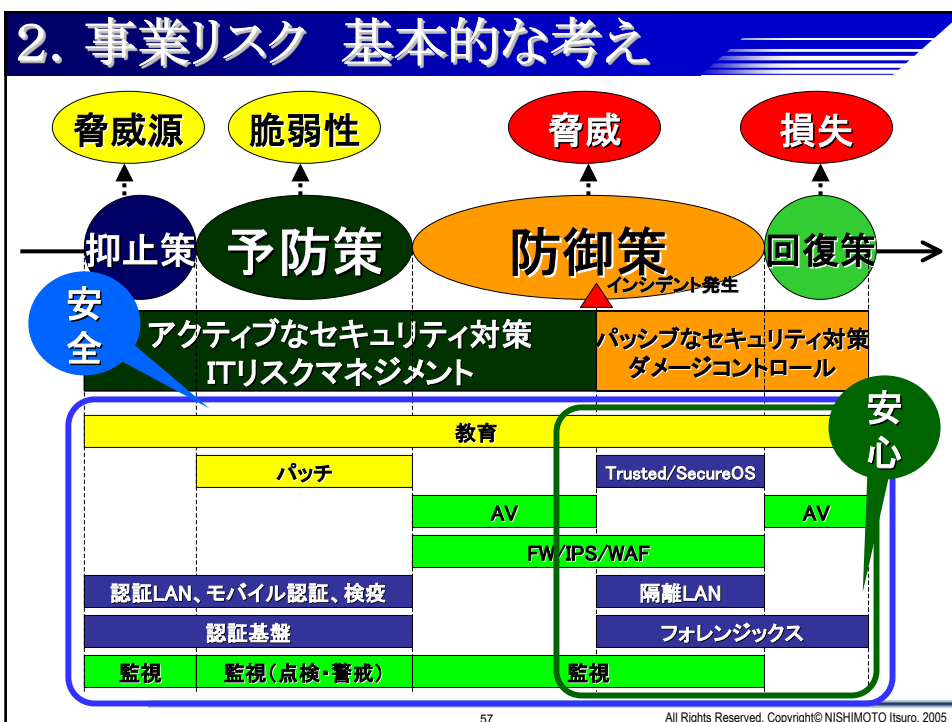 2. 事業リスク 基本的な考え
脅威源
脆弱性
脅威
損失
抑止策
予防策
防御策
回復策
インシデント発生
安全
アクティブなセキュリティ対策
ITリスクマネジメント
パッシブなセキュリティ対策
ダメージコントロール
安心
教育
パッチ
Trusted/SecureOS
AV
AV
FW/IPS/WAF
認証LAN、モバイル認証、検疫
隔離LAN
認証基盤
フォレンジックス
監視
監視(点検・警戒)
監視
57
All Rights Reserved, Copyright© NISHIMOTO Itsuro, 2005